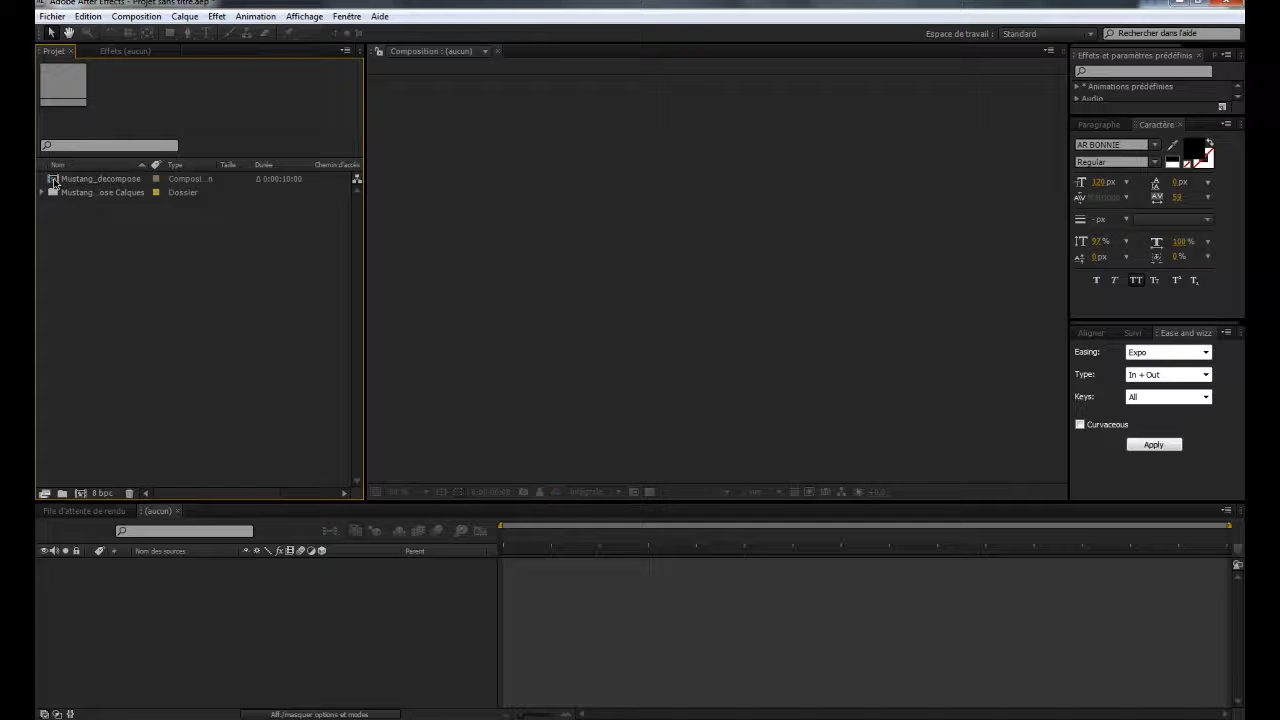 Adobe After Effects - Projet sans titre.aep *
Fichier Edition Composition Calque Effet Animation Affichage Fenêtre Aide
Espace de travail : Standard Rechercher dans l'aide
Projet Effets (aucun) Composition : (aucun) Effets et paramètres prédéfinis P
* Animations prédéfinies
Audio
Paragraphe Caractère
AR BONNIE
Regular
Nom Type Taille Durée Chemin d'accès
Mustang_decompose Composi...n Δ 0:00:10:00
Mustang...ose Calques Dossier
120 px 0 px
59
- px
97 % 100 %
0 px 0 %
T T TT Tт T¹ T₁
Aligner Suivi Ease and wizz
Easing: Expo
Type: In + Out
Keys: All
Curvaceous
Apply
8 bpc
File d'attente de rendu (aucun)
# Nom des sources fx Parent
Aff./masquer options et modes